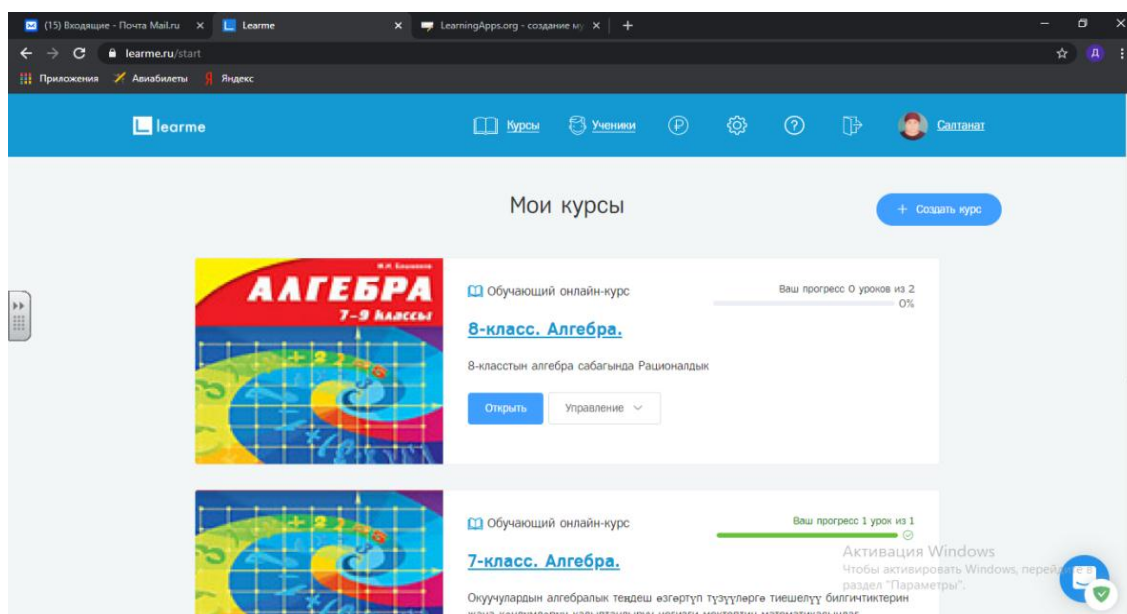 (15) Входящие - Почта Mail.ru
Learme
LearningApps.org - создание му
learme.ru/start
Д
Приложения Авиабилеты Яндекс
learme
Курсы Ученики Салтанат
Мои курсы
+ Создать курс
АЛГЕБРА
7-9 классы
Обучающий онлайн-курс
Ваш прогресс 0 уроков из 2
0%
8-класс. Алгебра.
8-класстын алгебра сабагында Рационалдык
Открыть Управление
Обучающий онлайн-курс
Ваш прогресс 1 урок из 1
7-класс. Алгебра.
Активация Windows
Чтобы активировать Windows, перейдите в
раздел "Параметры".
Окуучулардын алгебралык теңдеш өзгөртүп түзүүлөргө тиешелүү билгичтиктерин